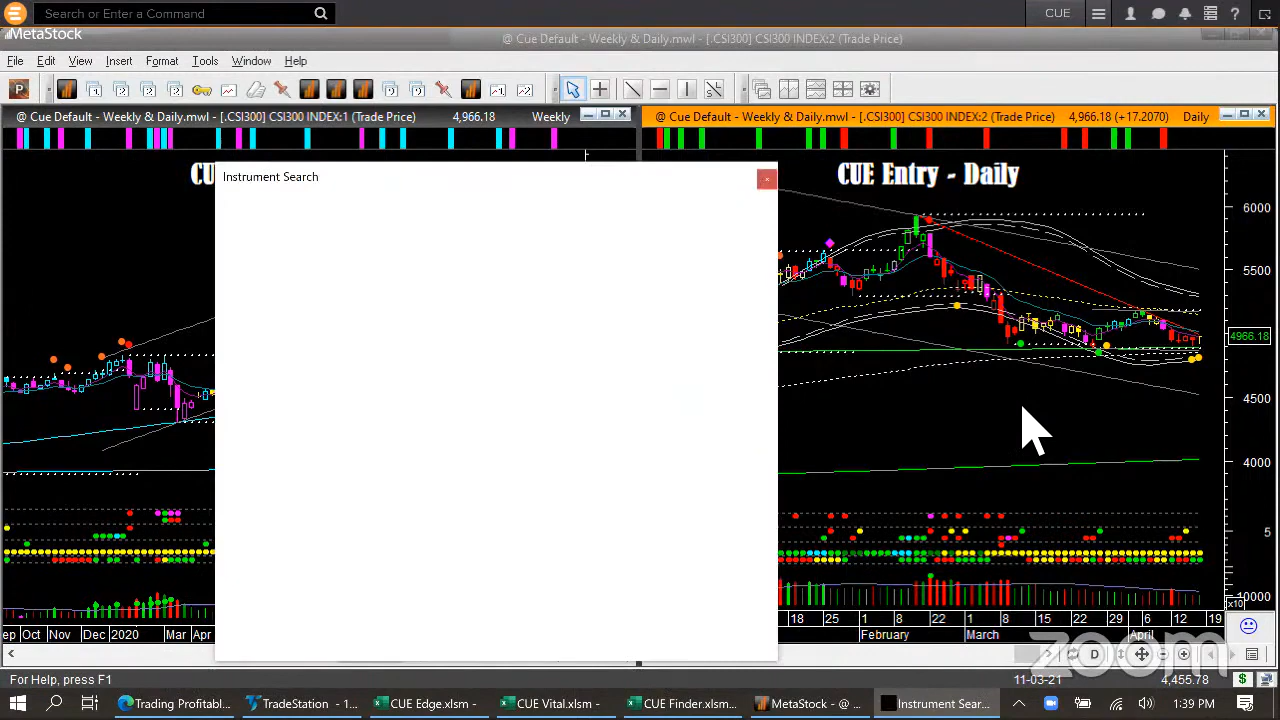 Search or Enter a Command
CUE
MetaStock
@ Cue Default - Weekly & Daily.mwl - [.CSI300] CSI300 INDEX:2 (Trade Price)
File Edit View Insert Format Tools Window Help
@ Cue Default - Weekly & Daily.mwl - [.CSI300] CSI300 INDEX:1 (Trade Price) 4,966.18 Weekly
@ Cue Default - Weekly & Daily.mwl - [.CSI300] CSI300 INDEX:2 (Trade Price) 4,966.18 (+17.2070) Daily
CU
Instrument Search
CUE Entry - Daily
6000
5500
4966.18
4500
4000
5
10000
x10
ep Oct Nov Dec 2020 Mar Apr
18 25 1 8 22 1 8 15 22 29 6 12 19
February March April
zoom
D
For Help, press F1
11-03-21 4,455.78
Trading Profitabl...
TradeStation - 1...
CUE Edge.xlsm -...
CUE Vital.xlsm -...
CUE Finder.xlsm...
MetaStock - @ ...
Instrument Sear...
1:39 PM